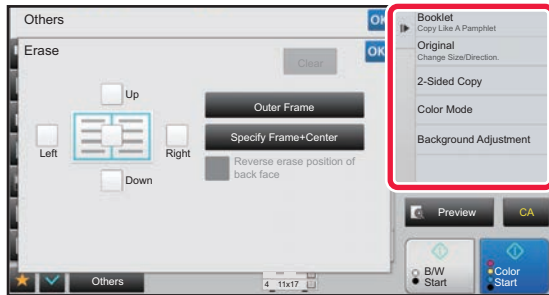 Others
OK
Erase
OK
Clear
Up
Left
Right
Down
Outer Frame
Specify Frame+Center
Reverse erase position of
back face
Others
4 11x17
Booklet
Copy Like A Pamphlet
Original
Change Size/Direction.
2-Sided Copy
Color Mode
Background Adjustment
Preview
CA
B/W
Start
Color
Start